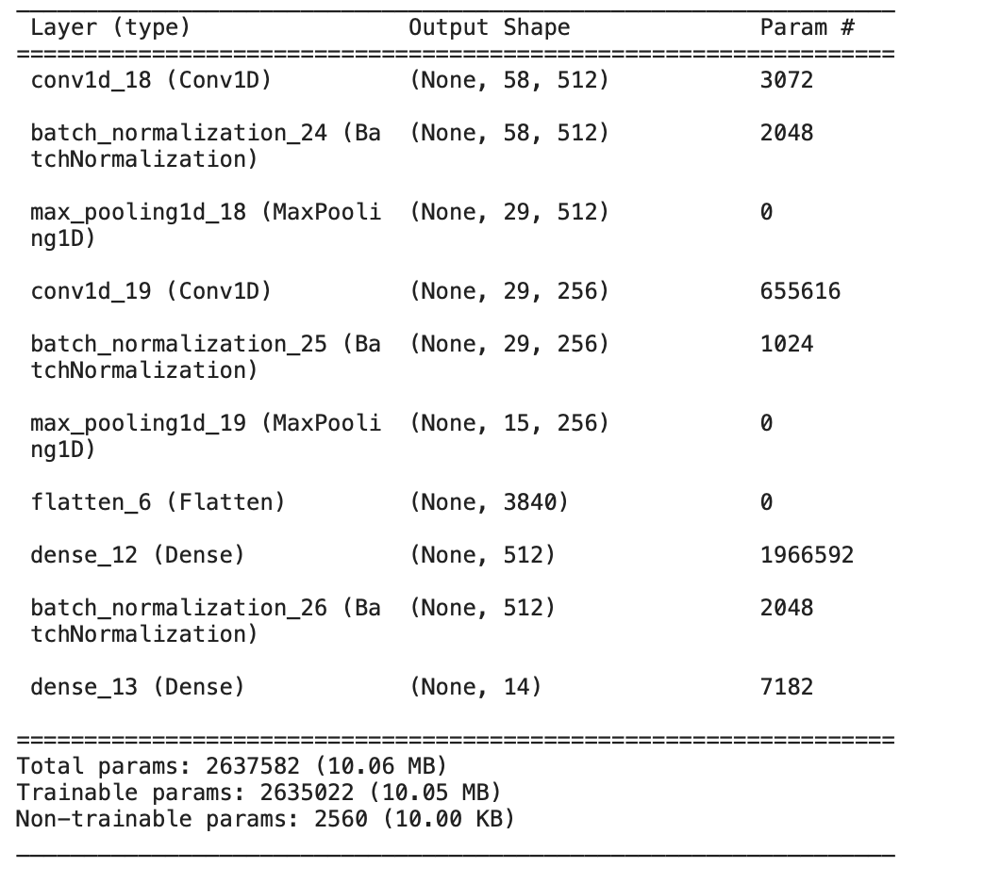 Layer (type) Output Shape Param #
=================================================================
conv1d_18 (Conv1D) (None, 58, 512) 3072
batch_normalization_24 (Ba (None, 58, 512) 2048
tchNormalization)
max_pooling1d_18 (MaxPooli (None, 29, 512) 0
ng1D)
conv1d_19 (Conv1D) (None, 29, 256) 655616
batch_normalization_25 (Ba (None, 29, 256) 1024
tchNormalization)
max_pooling1d_19 (MaxPooli (None, 15, 256) 0
ng1D)
flatten_6 (Flatten) (None, 3840) 0
dense_12 (Dense) (None, 512) 1966592
batch_normalization_26 (Ba (None, 512) 2048
tchNormalization)
dense_13 (Dense) (None, 14) 7182
=================================================================
Total params: 2637582 (10.06 MB)
Trainable params: 2635022 (10.05 MB)
Non-trainable params: 2560 (10.00 KB)